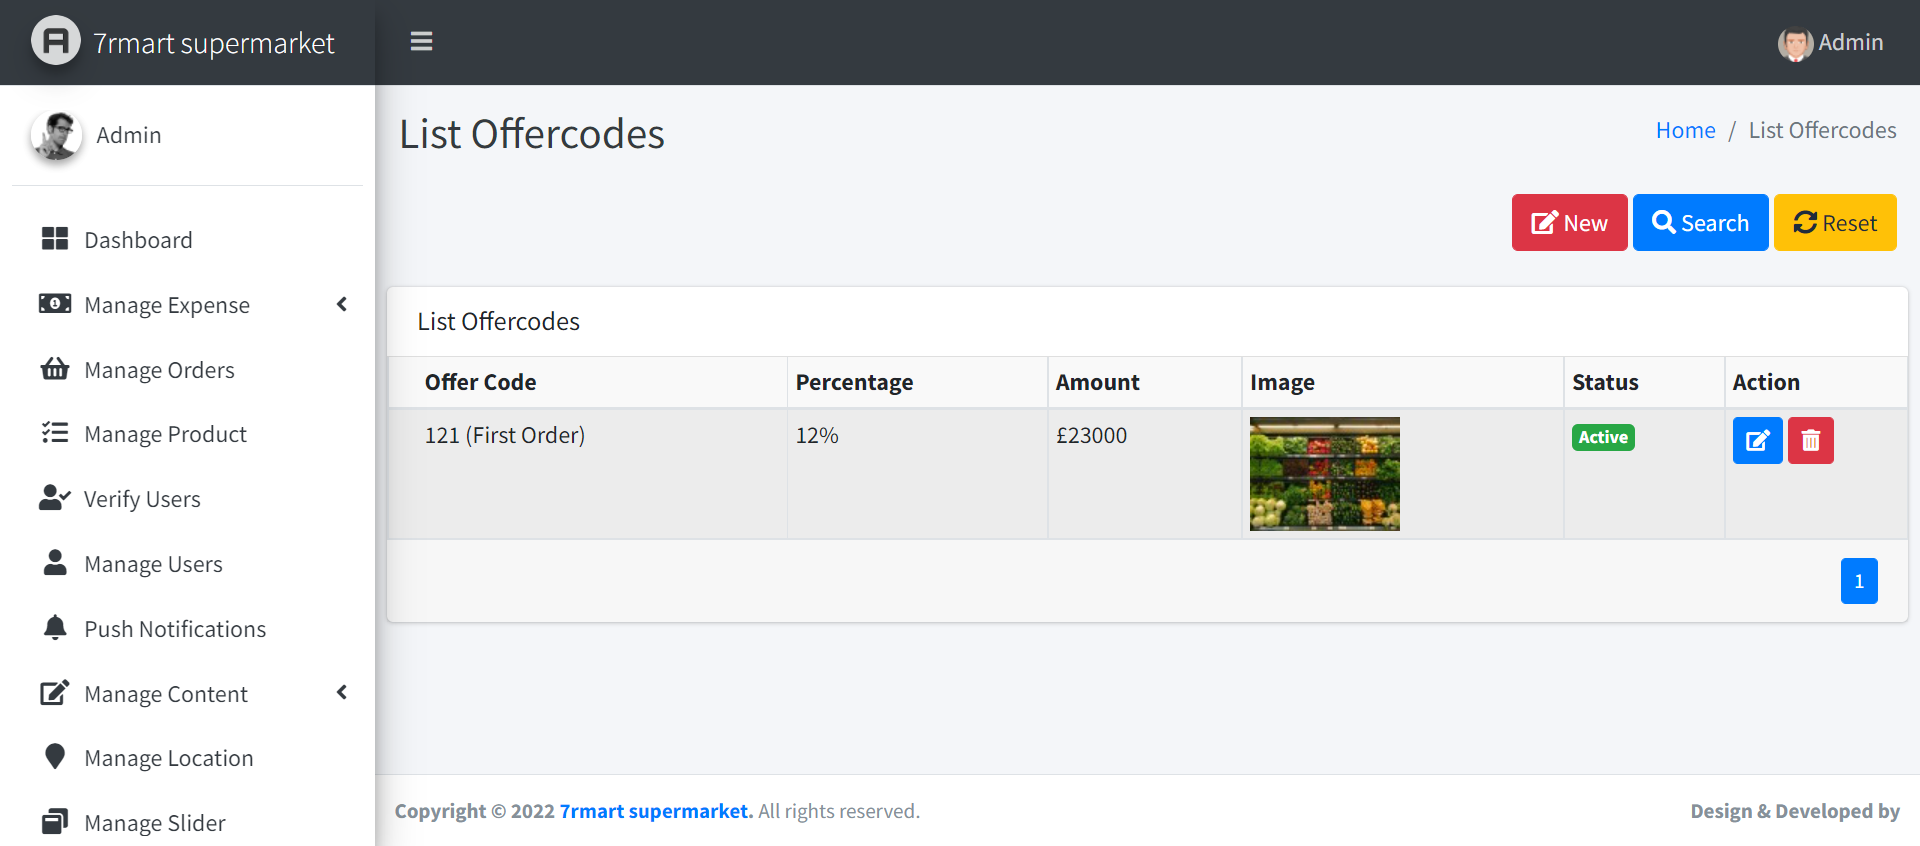 7rmart supermarket
Admin
Admin
Dashboard
Manage Expense
Manage Orders
Manage Product
Verify Users
Manage Users
Push Notifications
Manage Content
Manage Location
Manage Slider
List Offercodes
Home / List Offercodes
New Search Reset
List Offercodes
Offer Code Percentage Amount Image Status Action
121 (First Order) 12% £23000 Active
1
Copyright © 2022 7rmart supermarket. All rights reserved.
Design & Developed by